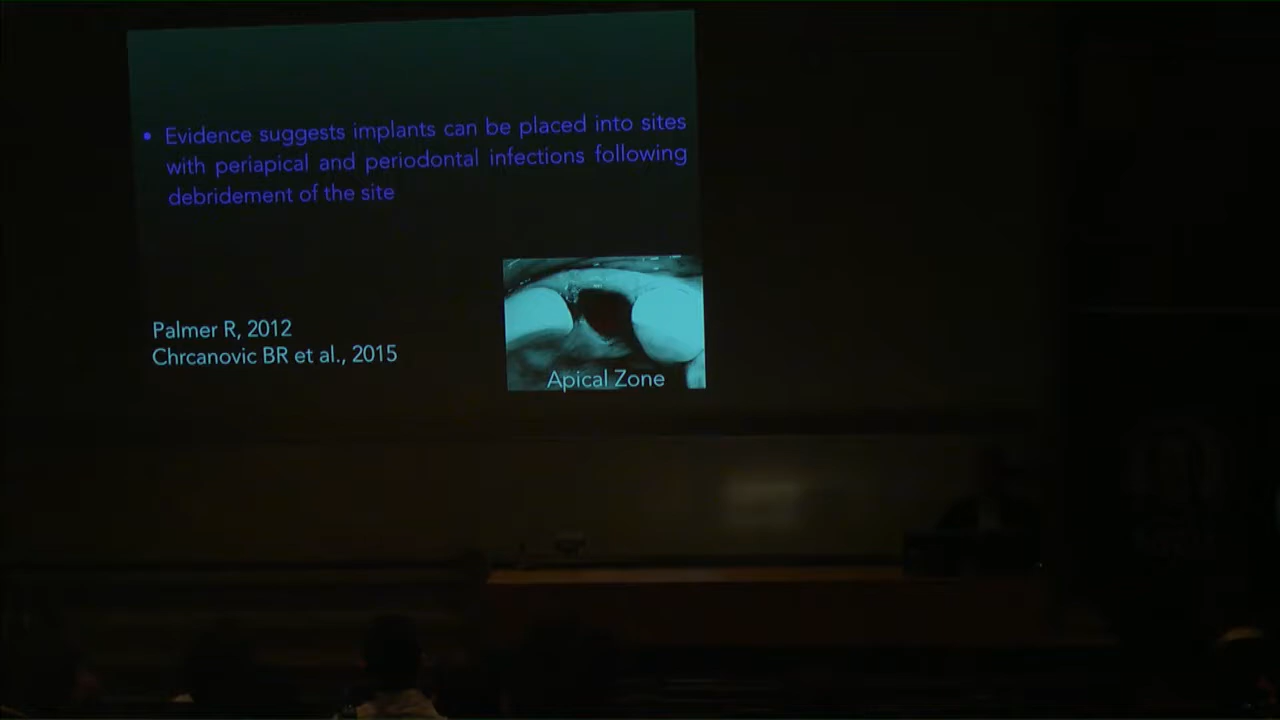 • Evidence suggests implants can be placed into sites
with periapical and periodontal infections following
debridement of the site
Palmer R, 2012
Chrcanovic BR et al., 2015
Apical Zone